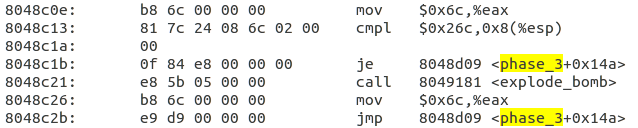 8048c0e: b8 6c 00 00 00 mov $0x6c,%eax
8048c13: 81 7c 24 08 6c 02 00 cmpl $0x26c,0x8(%esp)
8048c1a: 00
8048c1b: 0f 84 e8 00 00 00 je 8048d09 <phase_3+0x14a>
8048c21: e8 5b 05 00 00 call 8049181 <explode_bomb>
8048c26: b8 6c 00 00 00 mov $0x6c,%eax
8048c2b: e9 d9 00 00 00 jmp 8048d09 <phase_3+0x14a>